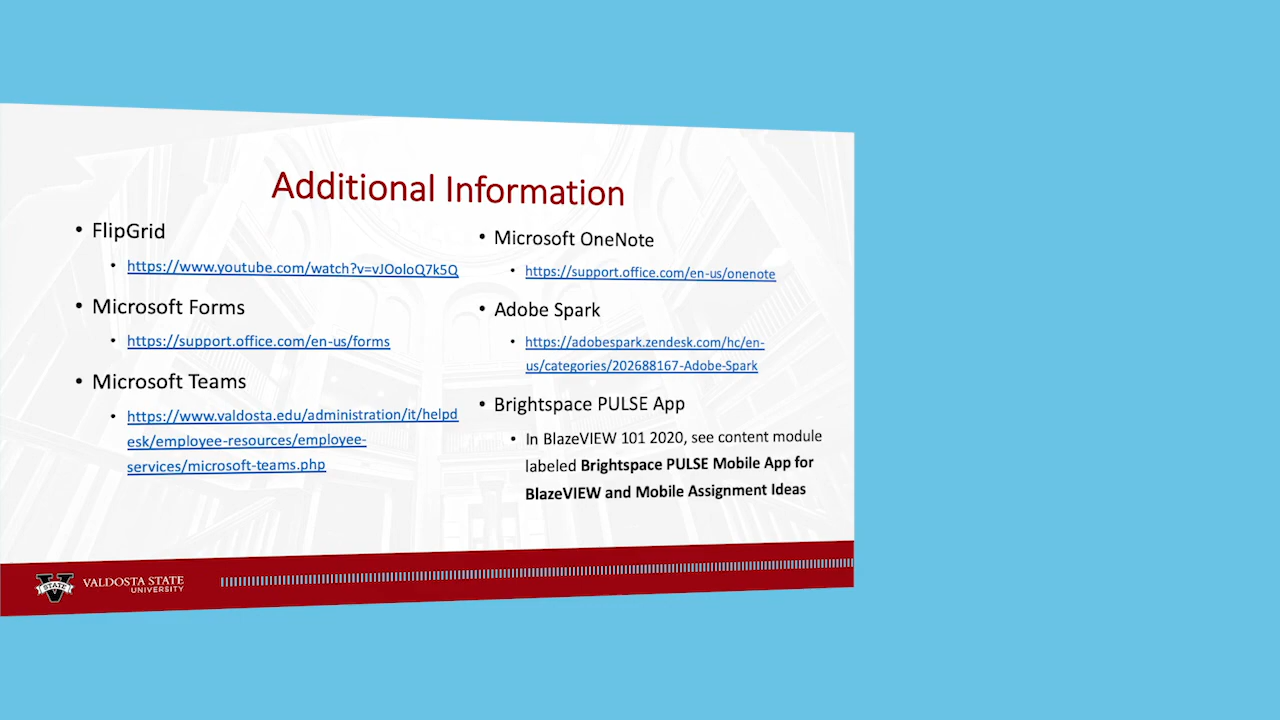 Additional Information
• FlipGrid
• https://www.youtube.com/watch?v=vJOoloQ7k5Q
• Microsoft Forms
• https://support.office.com/en-us/forms
• Microsoft Teams
• https://www.valdosta.edu/administration/it/helpd
esk/employee-resources/employee-
services/microsoft-teams.php
• Microsoft OneNote
• https://support.office.com/en-us/onenote
• Adobe Spark
• https://adobespark.zendesk.com/hc/en-
us/categories/202688167-Adobe-Spark
• Brightspace PULSE App
• In BlazeVIEW 101 2020, see content module
labeled Brightspace PULSE Mobile App for
BlazeVIEW and Mobile Assignment Ideas
V STATE
VALDOSTA STATE
UNIVERSITY